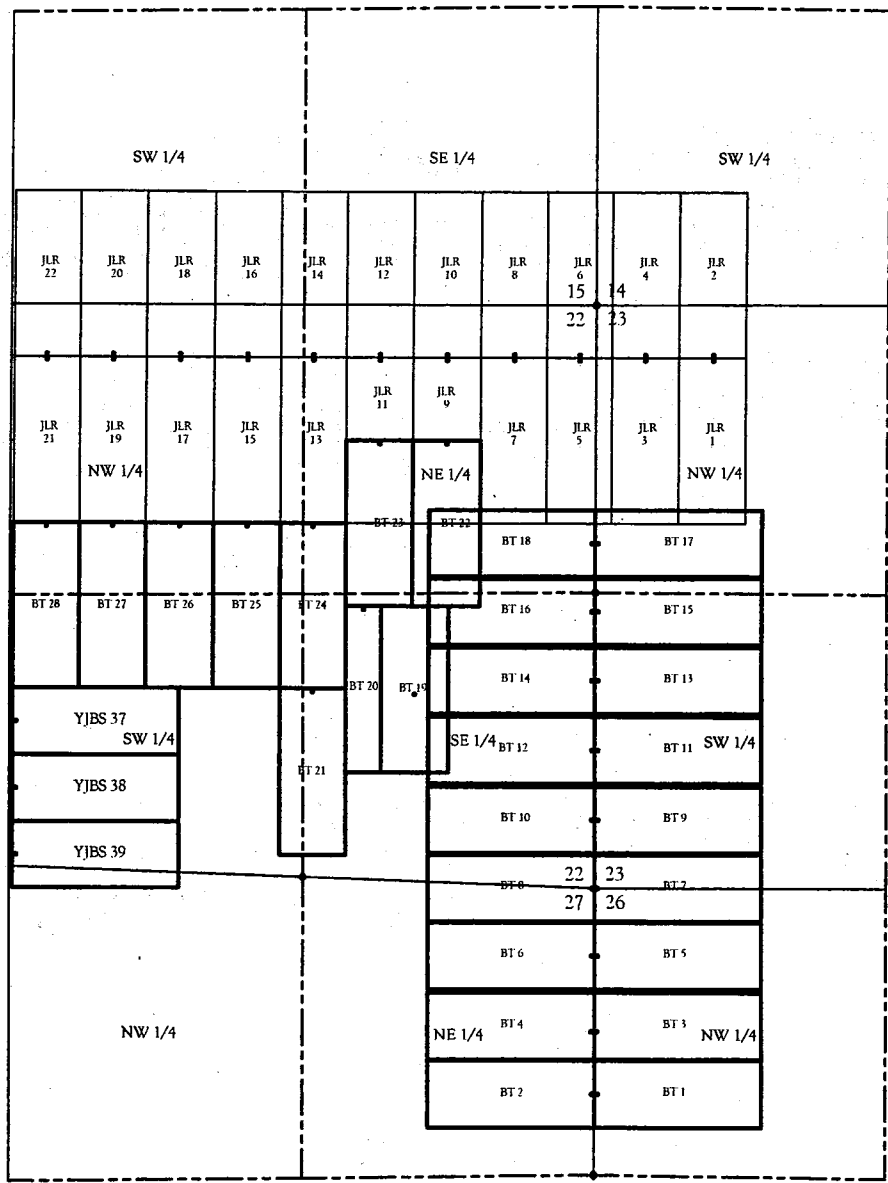 SW 1/4 SE 1/4 SW 1/4
JLR JLR JLR JLR JLR JLR JLR JLR JLR JLR JLR
22 20 18 16 14 12 10 8 6 4 2
15 14
22 23
JLR JLR
11 9
JLR JLR JLR JLR JLR JLR JLR JLR JLR
21 19 17 15 13 7 5 3 1
NW 1/4 NE 1/4 NW 1/4
BT 23 BT 22
BT 18 BT 17
BT 28 BT 27 BT 26 BT 25 BT 24 BT 16 BT 15
BT 20 BT 19 BT 14 BT 13
YJBS 37
SW 1/4 SE 1/4 SW 1/4
BT 12 BT 11
BT 21
YJBS 38
BT 10 BT 9
YJBS 39
22 23
BT 8 BT 7
27 26
BT 6 BT 5
NW 1/4 NE 1/4 BT 4 BT 3 NW 1/4
BT 2 BT 1